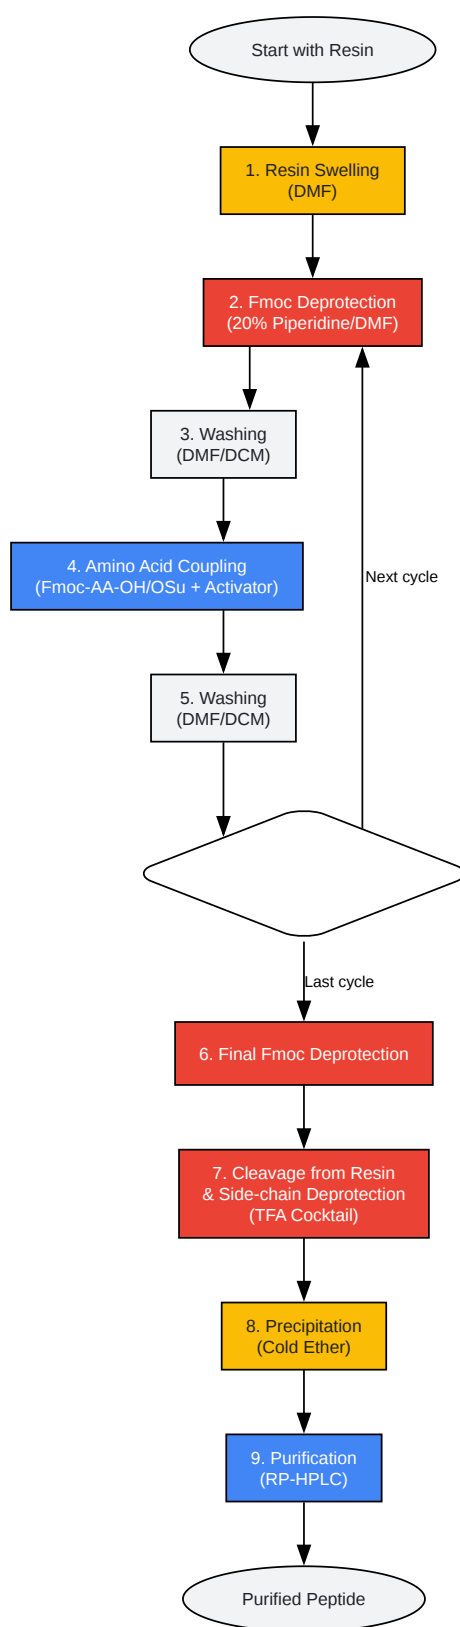 Start with Resin
1. Resin Swelling
(DMF)
2. Fmoc Deprotection
(20% Piperidine/DMF)
3. Washing
(DMF/DCM)
4. Amino Acid Coupling
(Fmoc-AA-OH/OSu + Activator)
Next cycle
5. Washing
(DMF/DCM)
Last cycle
6. Final Fmoc Deprotection
7. Cleavage from Resin
& Side-chain Deprotection
(TFA Cocktail)
8. Precipitation
(Cold Ether)
9. Purification
(RP-HPLC)
Purified Peptide